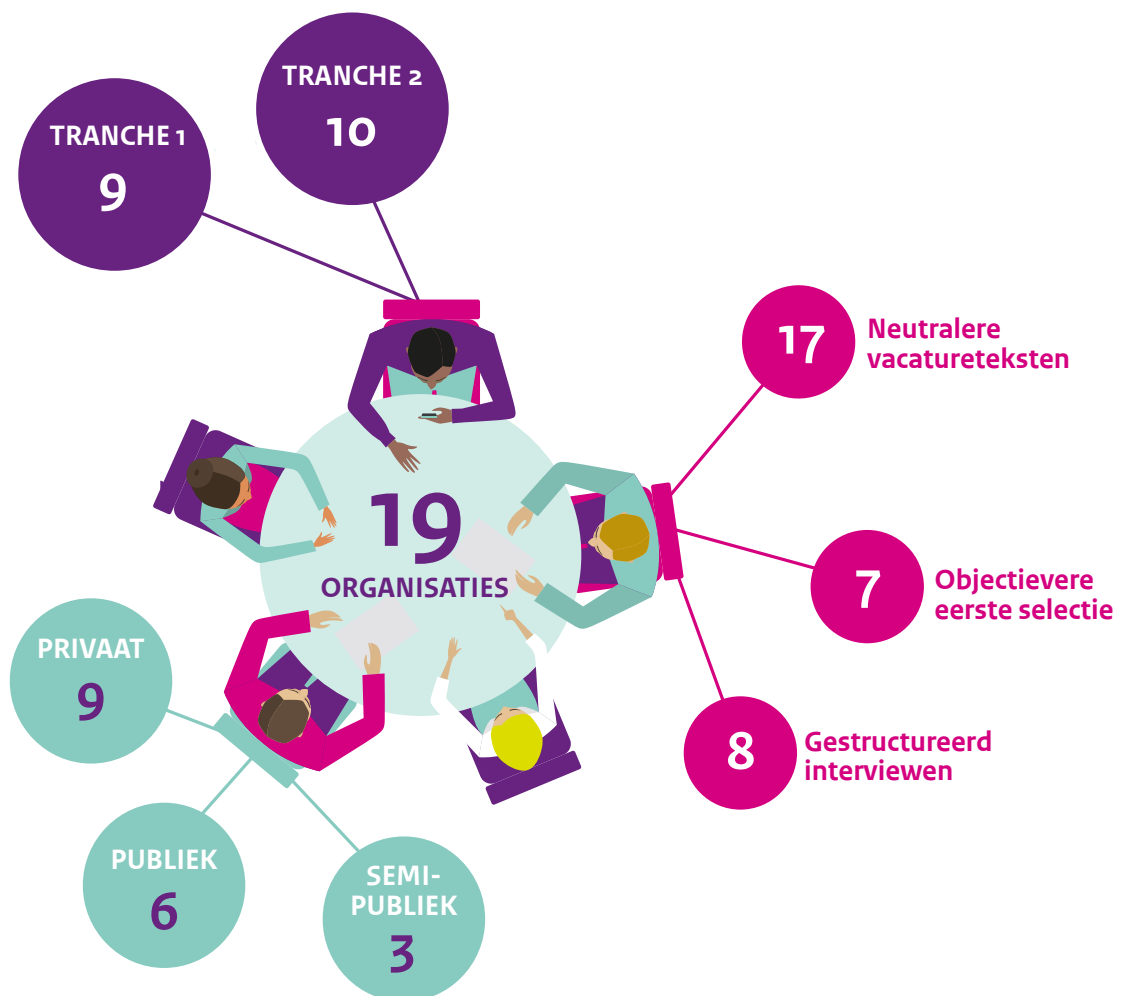 TRANCHE 1
9
TRANCHE 2
10
17
Neutralere
vacatureteksten
19
ORGANISATIES
7
Objectievere
eerste selectie
8
Gestructureerd
interviewen
PRIVAAT
9
PUBLIEK
6
SEMI-
PUBLIEK
3